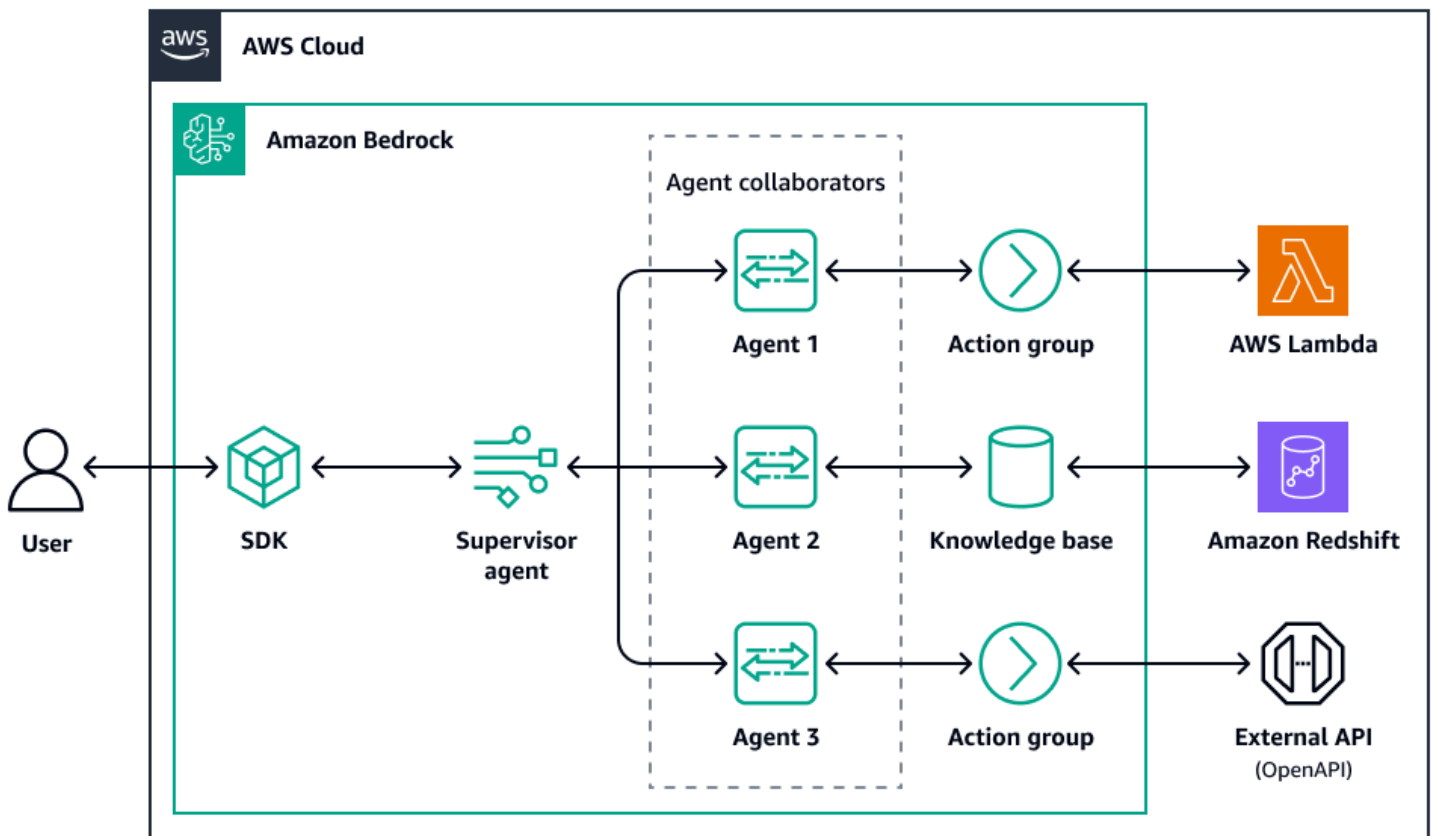 aws
AWS Cloud
Amazon Bedrock
Agent collaborators
Agent 1
Action group
AWS Lambda
User
SDK
Supervisor
agent
Agent 2
Knowledge base
Amazon Redshift
Agent 3
Action group
External API
(OpenAPI)